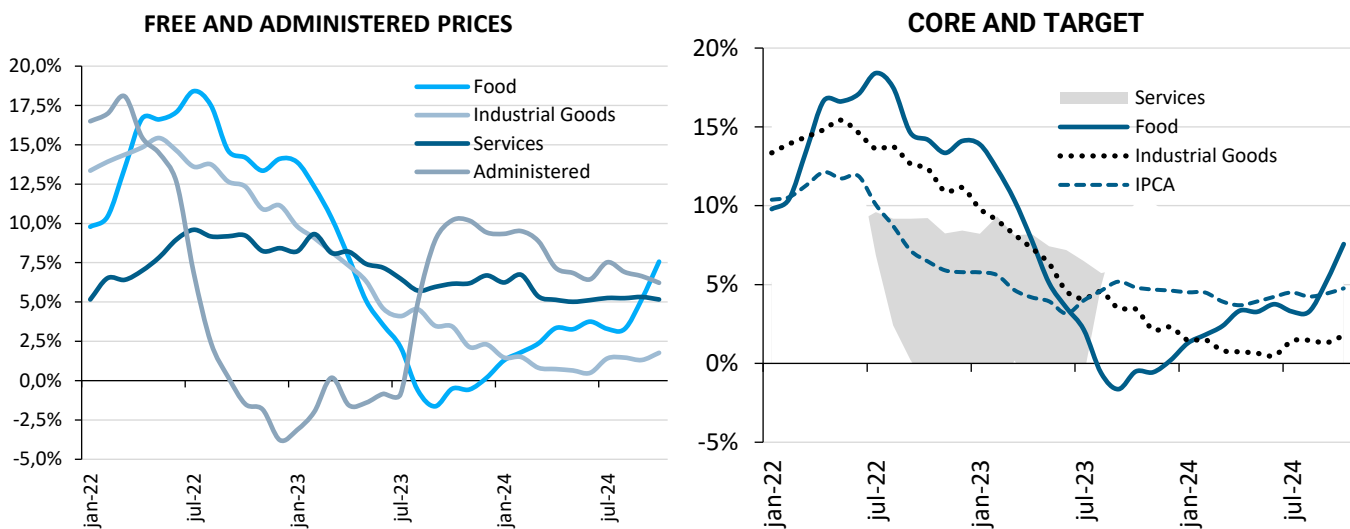 FREE AND ADMINISTERED PRICES
20,0%
17,5%
15,0%
12,5%
10,0%
7,5%
5,0%
2,5%
0,0%
-2,5%
-5,0%
Food
Industrial Goods
Services
Administered
jan-22
jul-22
jan-23
jul-23
jan-24
jul-24
CORE AND TARGET
20%
15%
10%
5%
0%
-5%
Services
Food
Industrial Goods
IPCA
jan-22
jul-22
jan-23
jul-23
jan-24
jul-24